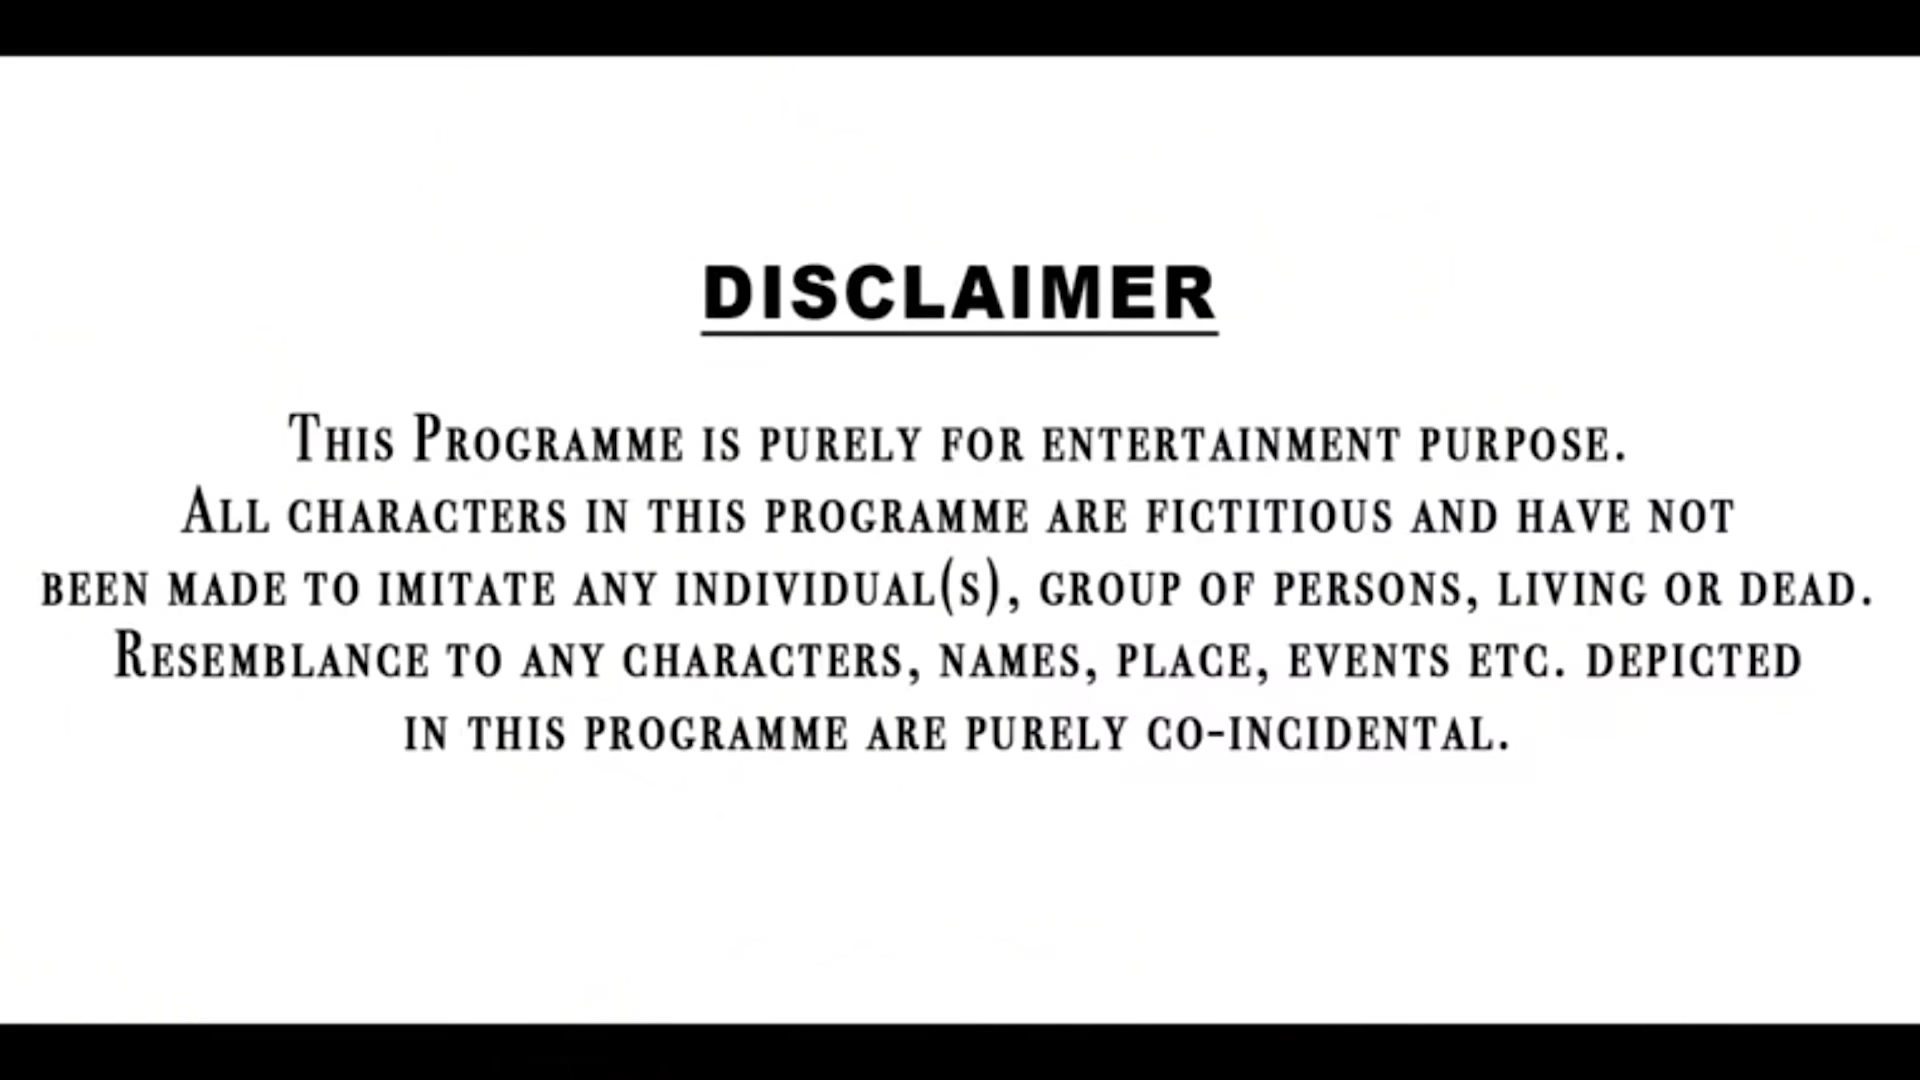 DISCLAIMER
This Programme is purely for entertainment purpose.
All characters in this programme are fictitious and have not
been made to imitate any individual(s), group of persons, living or dead.
Resemblance to any characters, names, place, events etc. depicted
in this programme are purely co-incidental.